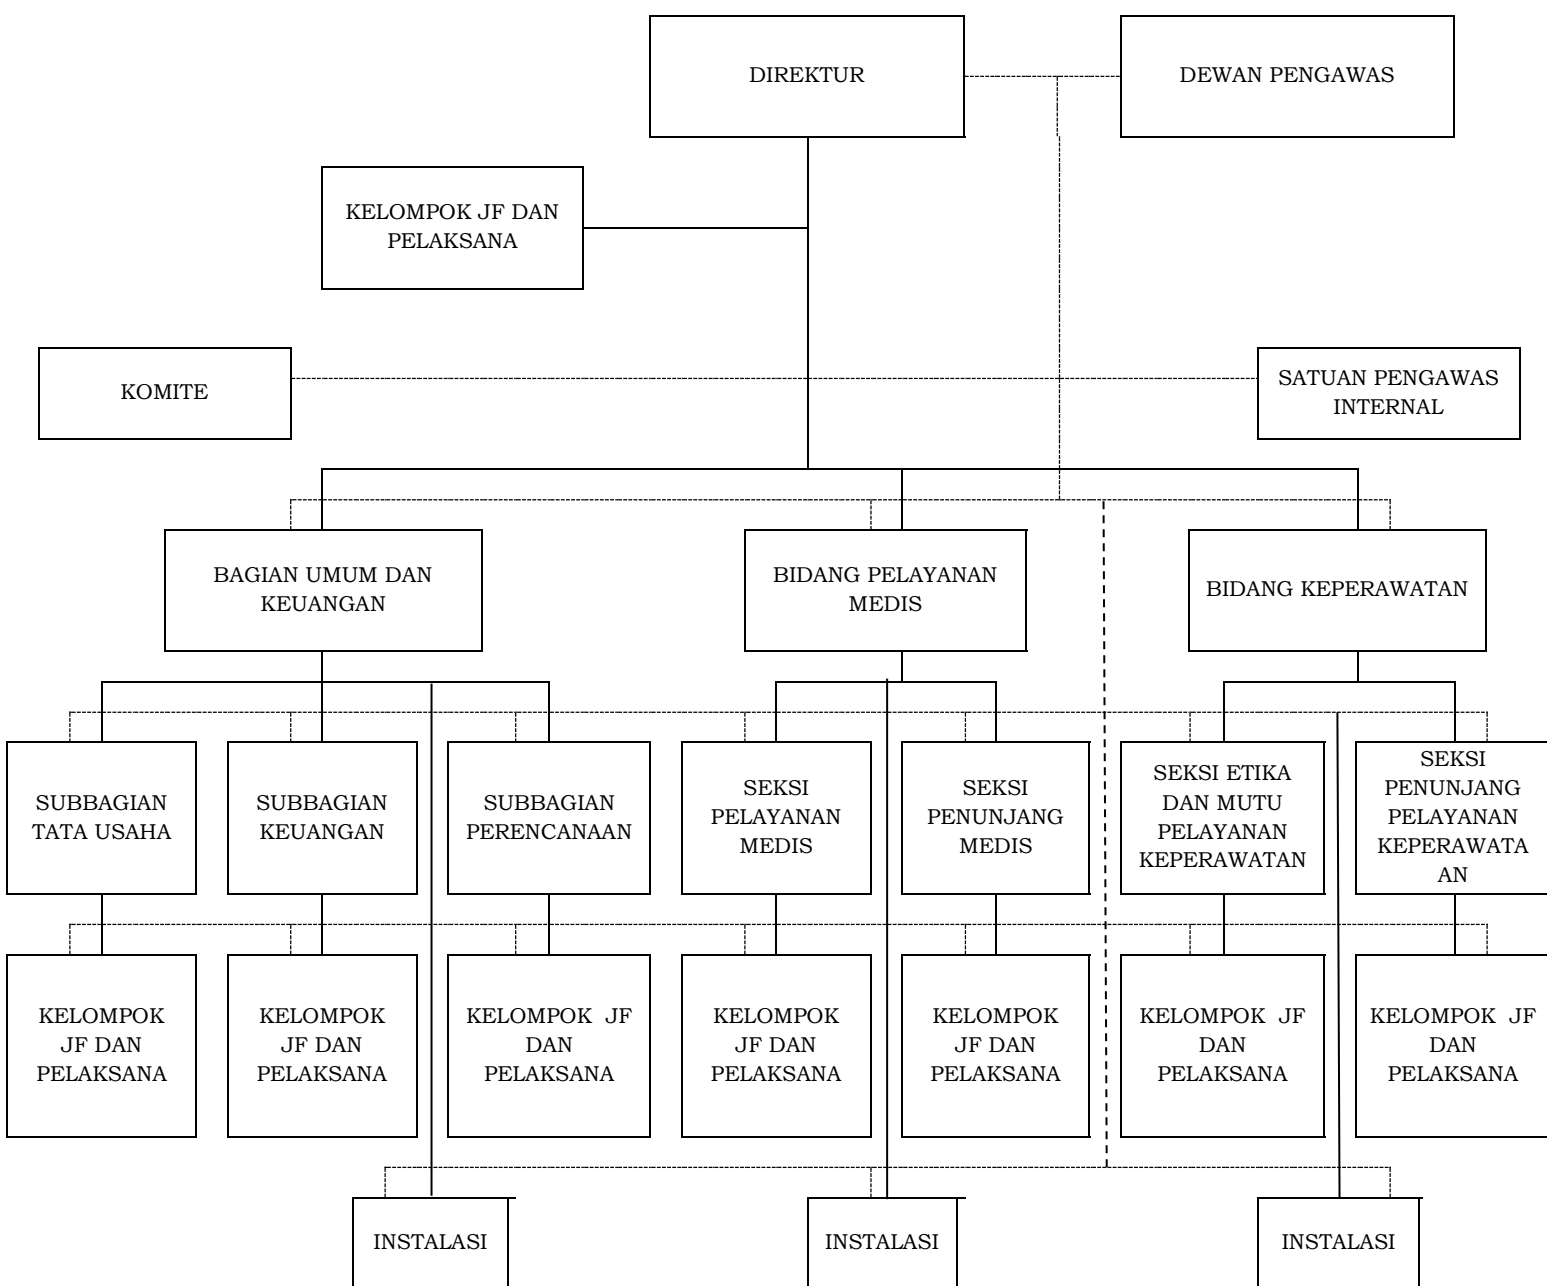 DIREKTUR
DEWAN PENGAWAS
KELOMPOK JF DAN
PELAKSANA
KOMITE
SATUAN PENGAWAS
INTERNAL
BAGIAN UMUM DAN
KEUANGAN
BIDANG PELAYANAN
MEDIS
BIDANG KEPERAWATAN
SUBBAGIAN
TATA USAHA
SUBBAGIAN
KEUANGAN
SUBBAGIAN
PERENCANAAN
SEKSI
PELAYANAN
MEDIS
SEKSI
PENUNJANG
MEDIS
SEKSI ETIKA
DAN MUTU
PELAYANAN
KEPERAWATAN
SEKSI
PENUNJANG
PELAYANAN
KEPERAWATA
AN
KELOMPOK
JF DAN
PELAKSANA
KELOMPOK
JF DAN
PELAKSANA
KELOMPOK JF
DAN
PELAKSANA
KELOMPOK
JF DAN
PELAKSANA
KELOMPOK
JF DAN
PELAKSANA
KELOMPOK JF
DAN
PELAKSANA
KELOMPOK JF
DAN
PELAKSANA
INSTALASI
INSTALASI
INSTALASI